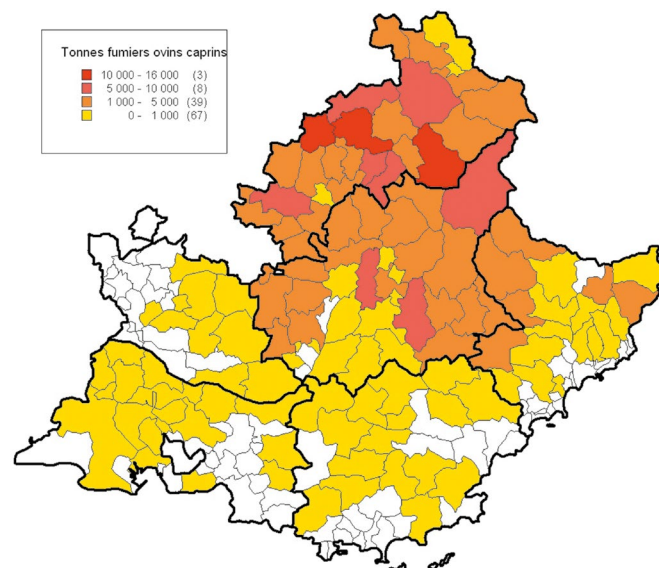 Tonnes fumiers ovins caprins
10 000 - 16 000 (3)
5 000 - 10 000 (8)
1 000 - 5 000 (39)
0 - 1 000 (67)